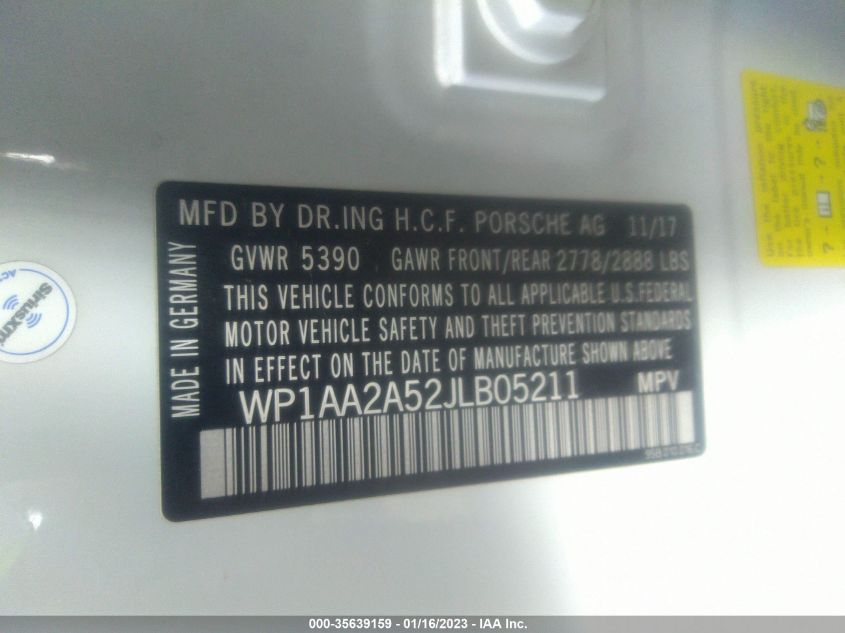 MFD BY DR.ING H.C.F. PORSCHE AG 11/17
GVWR 5390 GAWR FRONT/REAR 2778/2888 LBS
THIS VEHICLE CONFORMS TO ALL APPLICABLE U.S.FEDERAL
MOTOR VEHICLE SAFETY AND THEFT PREVENTION STANDARDS
IN EFFECT ON THE DATE OF MANUFACTURE SHOWN ABOVE
WP1AA2A52JLB05211 MPV
MADE IN GERMANY
siriusxm
000-35639159 - 01/16/2023 - IAA Inc.